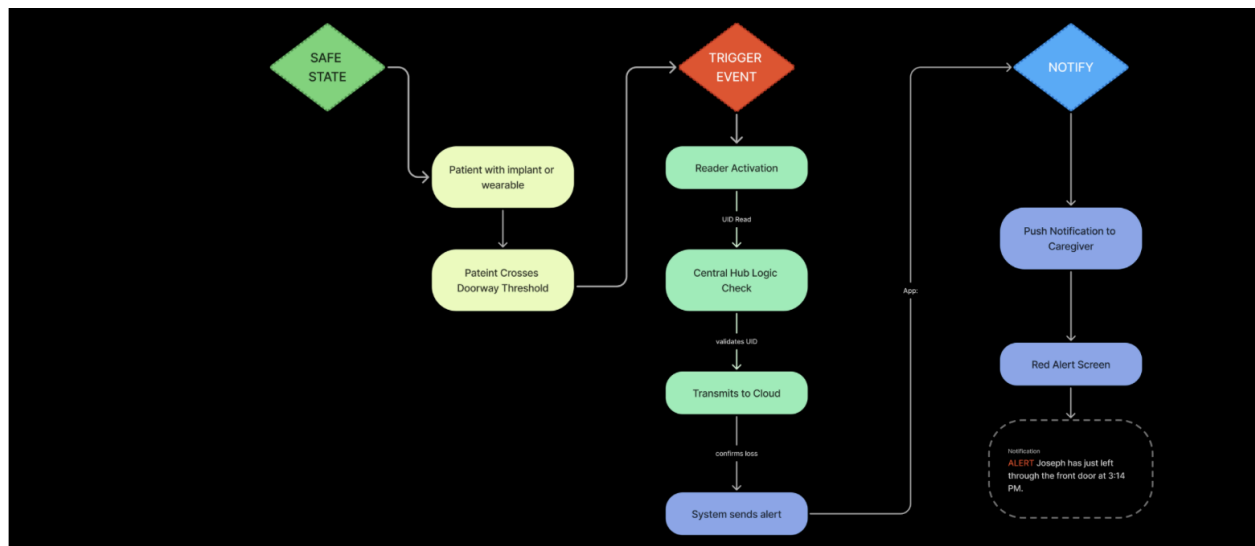 SAFE
STATE
Patient with implant or
wearable
Pateint Crosses
Doorway Threshold
TRIGGER
EVENT
Reader Activation
UID Read
Central Hub Logic
Check
validates UID
Transmits to Cloud
confirms loss
System sends alert
App:
NOTIFY
Push Notification to
Caregiver
Red Alert Screen
Notification
ALERT Joseph has just left
through the front door at 3:14
PM.